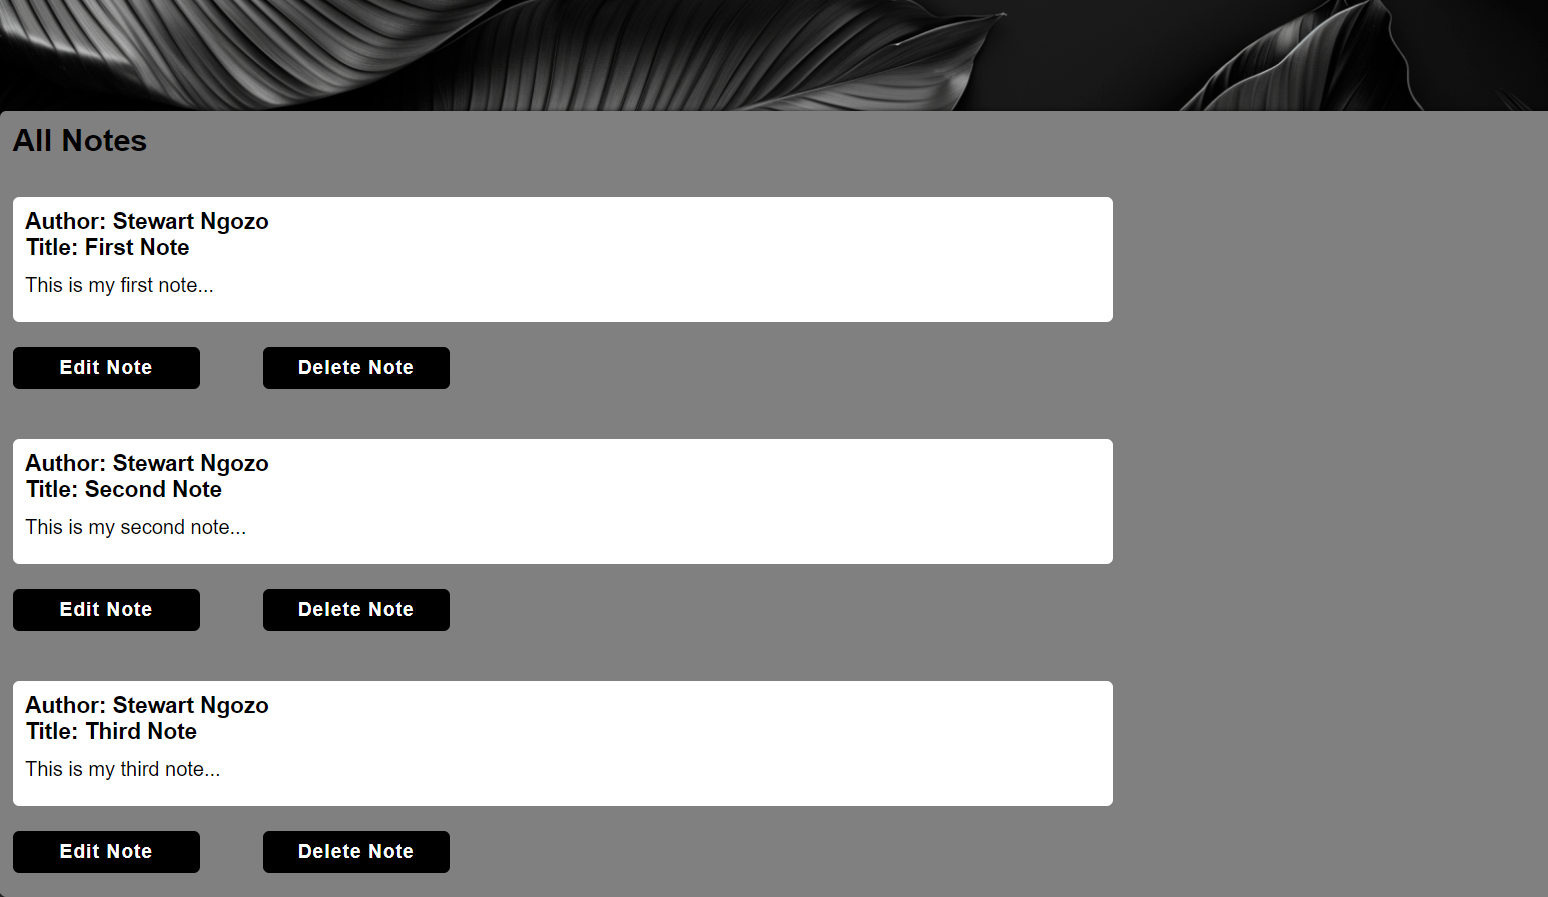 All Notes
Author: Stewart Ngozo
Title: First Note
This is my first note...
Edit Note Delete Note
Author: Stewart Ngozo
Title: Second Note
This is my second note...
Edit Note Delete Note
Author: Stewart Ngozo
Title: Third Note
This is my third note...
Edit Note Delete Note